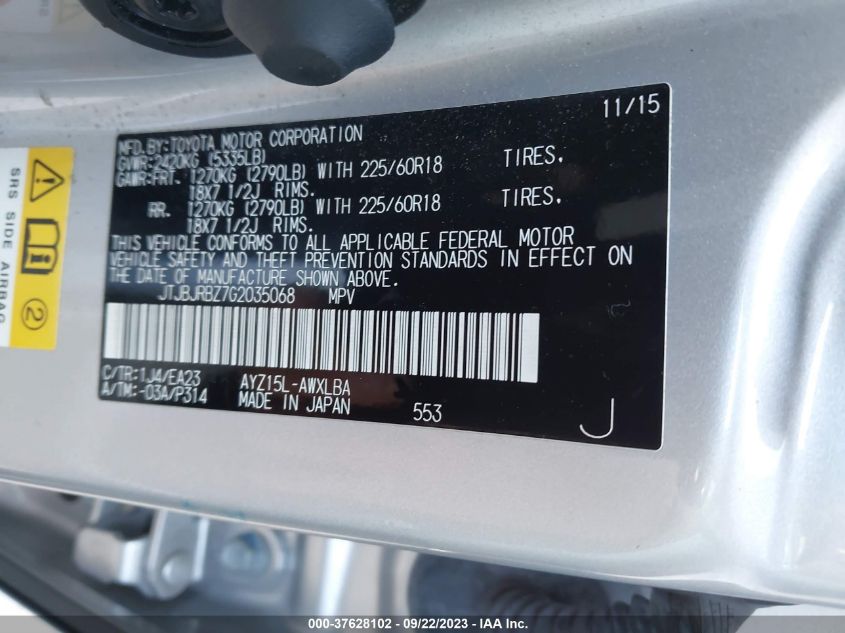 11/15
MFD.BY:TOYOTA MOTOR CORPORATION
GVWR:2420KG (5335LB)
GAWR:FRT. 1270KG (2790LB) WITH 225/60R18 TIRES,
18X7 1/2J RIMS.
RR. 1270KG (2790LB) WITH 225/60R18 TIRES,
18X7 1/2J RIMS.
THIS VEHICLE CONFORMS TO ALL APPLICABLE FEDERAL MOTOR
VEHICLE SAFETY AND THEFT PREVENTION STANDARDS IN EFFECT ON
THE DATE OF MANUFACTURE SHOWN ABOVE.
JTJBJRBZ7G2035068 MPV
C/TR:1J4/EA23 AYZ15L-AWXLBA
A/TM:-03A/P314 MADE IN JAPAN 553
J
SRS SIDE AIRBAG
2
000-37628102 - 09/22/2023 - IAAI Inc.